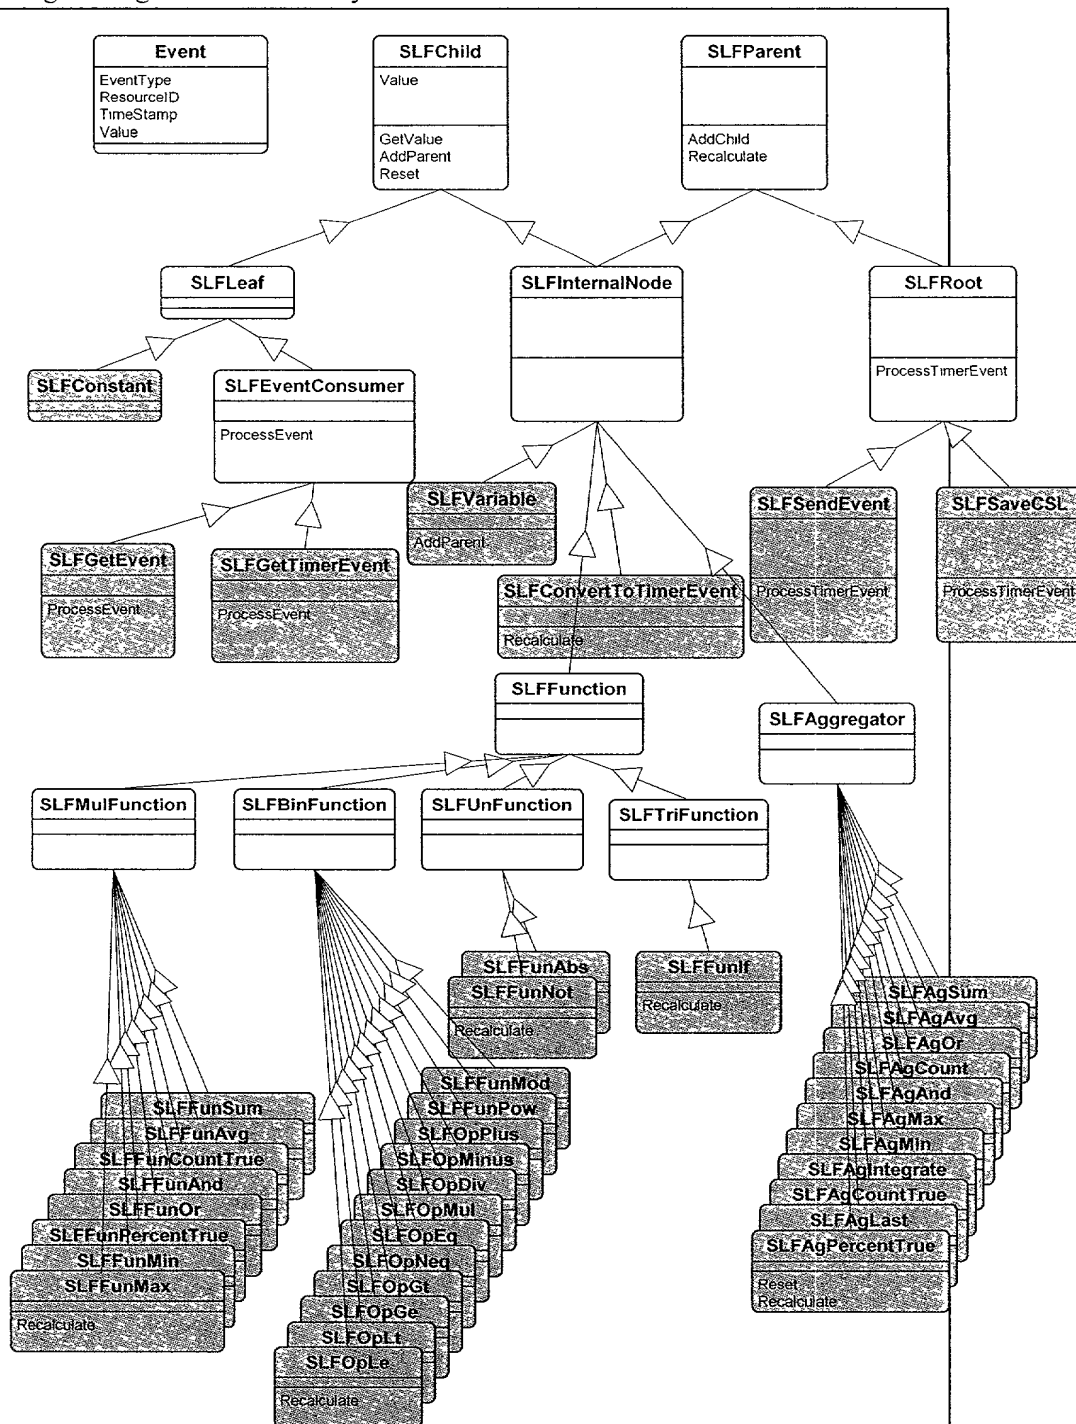 Event
EventType
ResourceID
TimeStamp
Value
SLFChild
Value
GetValue
AddParent
Reset
SLFParent
AddChild
Recalculate
SLFLeaf
SLFInternalNode
SLFRoot
ProcessTimerEvent
SLFConstant
SLFEventConsumer
ProcessEvent
SLFVariable
AddParent
SLFSendEvent
ProcessTimerEvent
SLFSaveCSL
ProcessTimerEvent
SLFGetEvent
ProcessEvent
SLFGetTimerEvent
ProcessEvent
SLFConvertToTimerEvent
Recalculate
SLFFunction
SLFAggregator
SLFMulFunction
SLFBinFunction
SLFUnFunction
SLFTriFunction
SLFFunAbs
SLFFunNot
Recalculate
SLFFunIf
Recalculate
SLFFunSum
SLFFunAvg
SLFFunCountTrue
SLFFunAnd
SLFFunOr
SLFFunPercentTrue
SLFFunMin
SLFFunMax
Recalculate
SLFFunMod
SLFFunPow
SLFOpPlus
SLFOpMinus
SLFOpDiv
SLFOpMul
SLFOpEq
SLFOpNeq
SLFOpGt
SLFOpGe
SLFOpLt
SLFOpLe
Recalculate
SLFAgSum
SLFAgAvg
SLFAgOr
SLFAgCount
SLFAgAnd
SLFAgMax
SLFAgMin
SLFAgIntegrate
SLFAgCountTrue
SLFAgLast
SLFAgPercentTrue
Reset
Recalculate